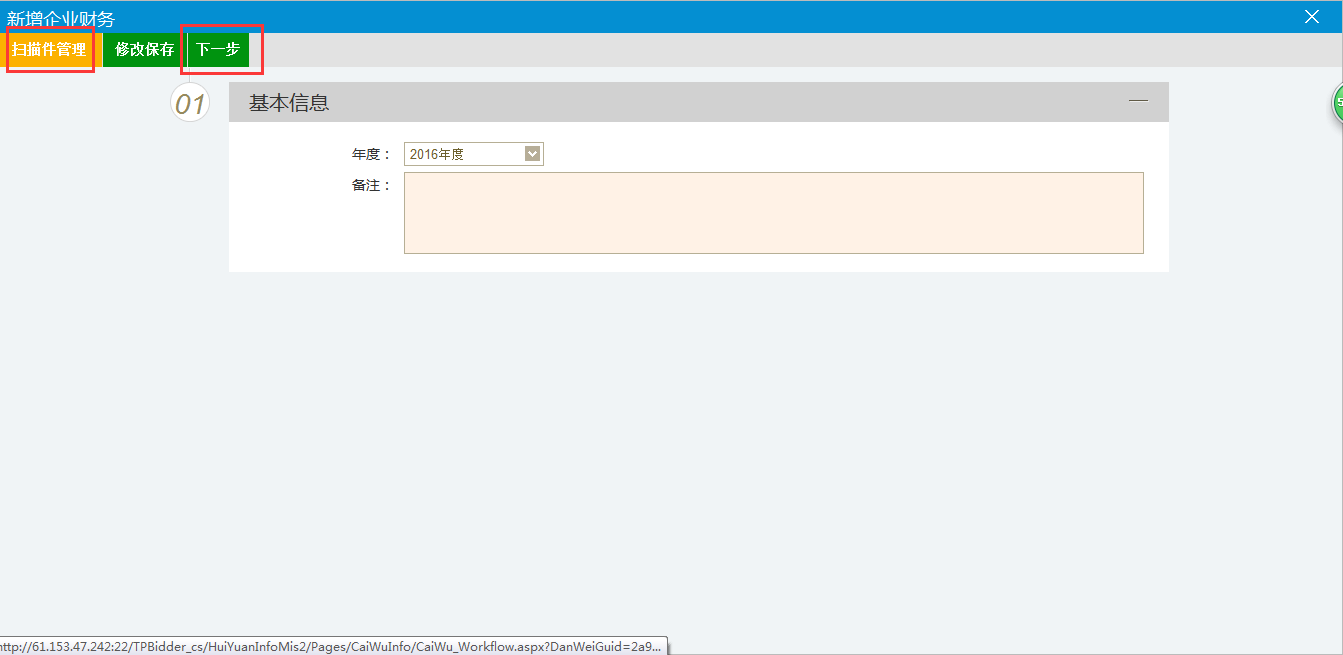 新增企业财务
扫描件管理 修改保存 下一步
01 基本信息
年度： 2016年度
备注：
http://61.153.47.242:22/TPBidder_cs/HuiYuanInfoMis2/Pages/CaiWuInfo/CaiWu_Workflow.aspx?DanWeiGuid=2a9...